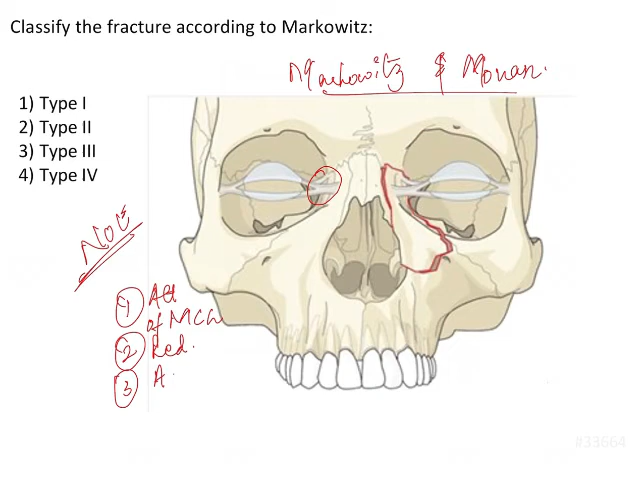 Classify the fracture according to Markowitz:
Markowitz & Monan.
1) Type I
2) Type II
3) Type III
4) Type IV
NOE
1
of MCL
2 Red.
3 A
#33664